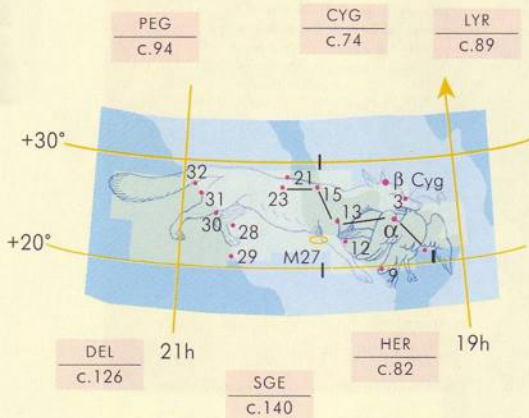 PEG
c.94
CYG
c.74
LYR
c.89
+30°
32
21
β Cyg
31
23
15
3
30
13
α
28
12
1
+20°
29
M27
9
DEL
c.126
21h
HER
c.82
19h
SGE
c.140